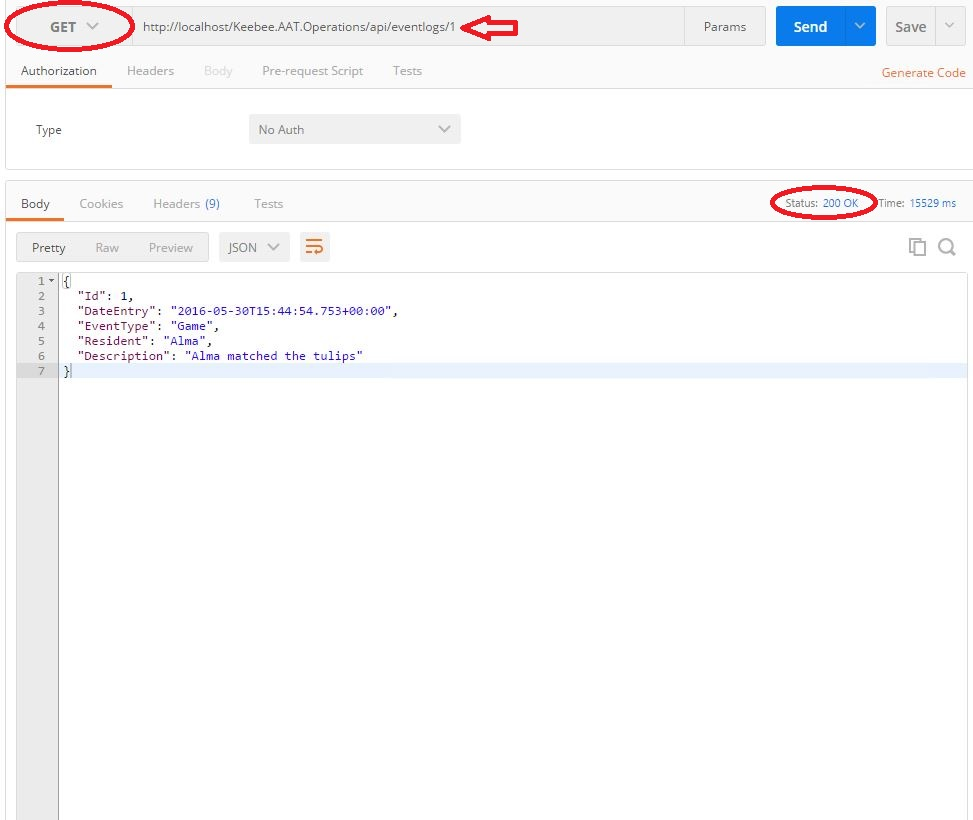 GET http://localhost/Keebee.AAT.Operations/api/eventlogs/1 Params Send Save
Authorization Headers Body Pre-request Script Tests Generate Code
Type No Auth
Body Cookies Headers (9) Tests Status: 200 OK Time: 15529 ms
Pretty Raw Preview JSON
1 {
2 "Id": 1,
3 "DateEntry": "2016-05-30T15:44:54.753+00:00",
4 "EventType": "Game",
5 "Resident": "Alma",
6 "Description": "Alma matched the tulips"
7 }